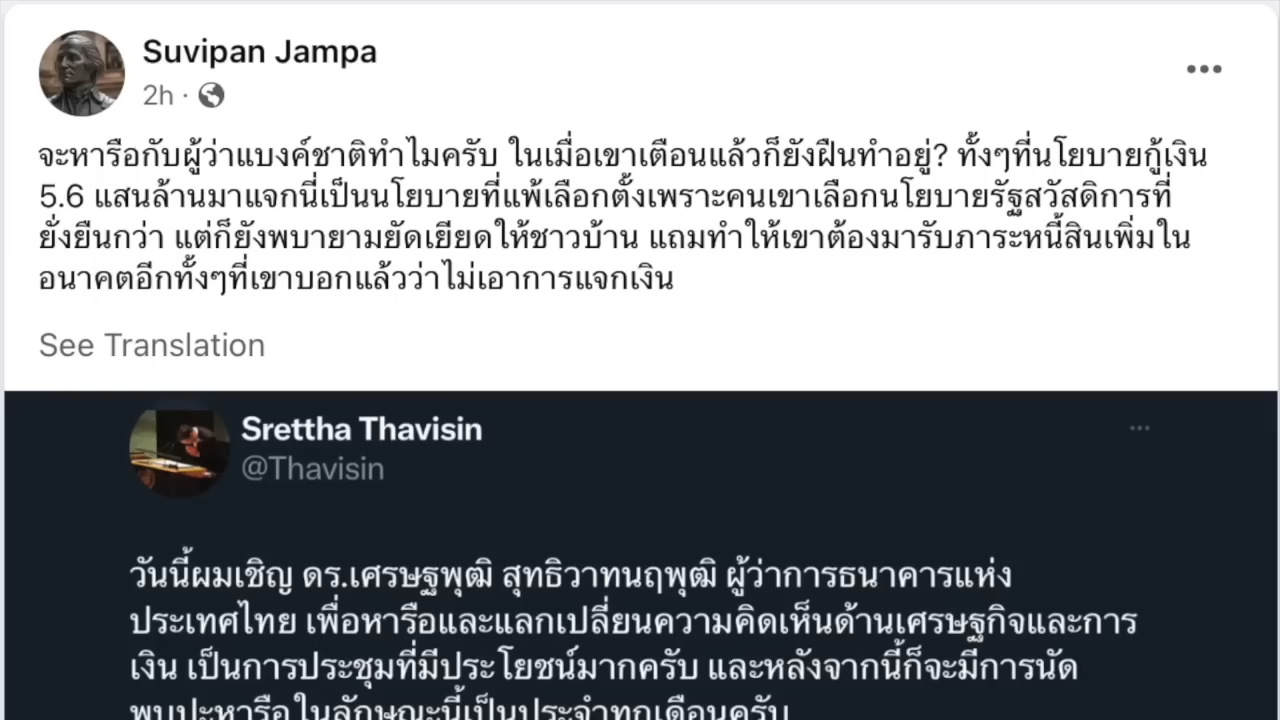 Suvipan Jampa
2h ·
จะหารือกับผู้ว่าแบงค์ชาติทำไมครับ ในเมื่อเขาเตือนแล้วก็ยังฝืนทำอยู่? ทั้งๆที่นโยบายกู้เงิน
5.6 แสนล้านมาแจกนี่เป็นนโยบายที่แพ้เลือกตั้งเพราะคนเขาเลือกนโยบายรัฐสวัสดิการที่
ยั่งยืนกว่า แต่ก็ยังพบายามยัดเยียดให้ชาวบ้าน แถมทำให้เขาต้องมารับภาระหนี้สินเพิ่มใน
อนาคตอีกทั้งๆที่เขาบอกแล้วว่าไม่เอาการแจกเงิน
See Translation
Srettha Thavisin
@Thavisin
วันนี้ผมเชิญ ดร.เศรษฐพุฒิ สุทธิวาทนฤพุฒิ ผู้ว่าการธนาคารแห่ง
ประเทศไทย เพื่อหารือและแลกเปลี่ยนความคิดเห็นด้านเศรษฐกิจและการ
เงิน เป็นการประชุมที่มีประโยชน์มากครับ และหลังจากนี้ก็จะมีการนัด
พบปะหารือในลักษณะนี้เป็นประจำทุกเดือนครับ